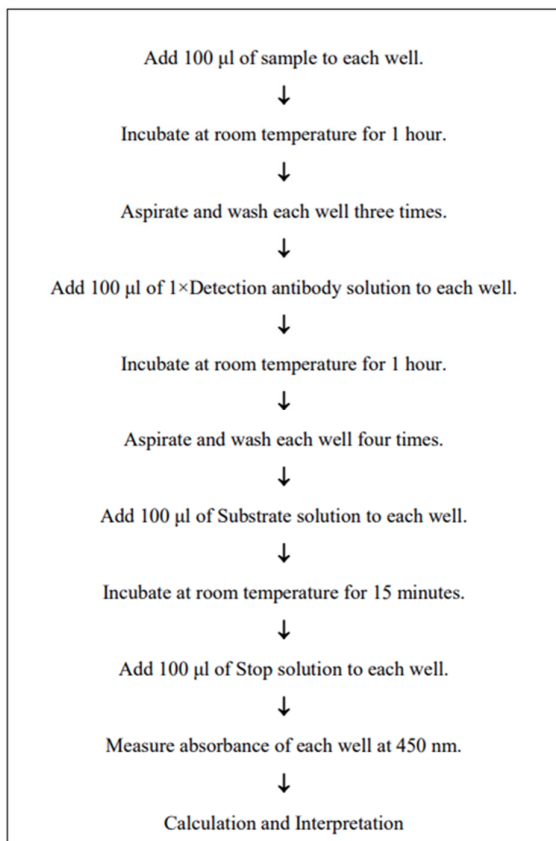 Add 100 μl of sample to each well.
↓
Incubate at room temperature for 1 hour.
↓
Aspirate and wash each well three times.
↓
Add 100 μl of 1×Detection antibody solution to each well.
↓
Incubate at room temperature for 1 hour.
↓
Aspirate and wash each well four times.
↓
Add 100 μl of Substrate solution to each well.
↓
Incubate at room temperature for 15 minutes.
↓
Add 100 μl of Stop solution to each well.
↓
Measure absorbance of each well at 450 nm.
↓
Calculation and Interpretation